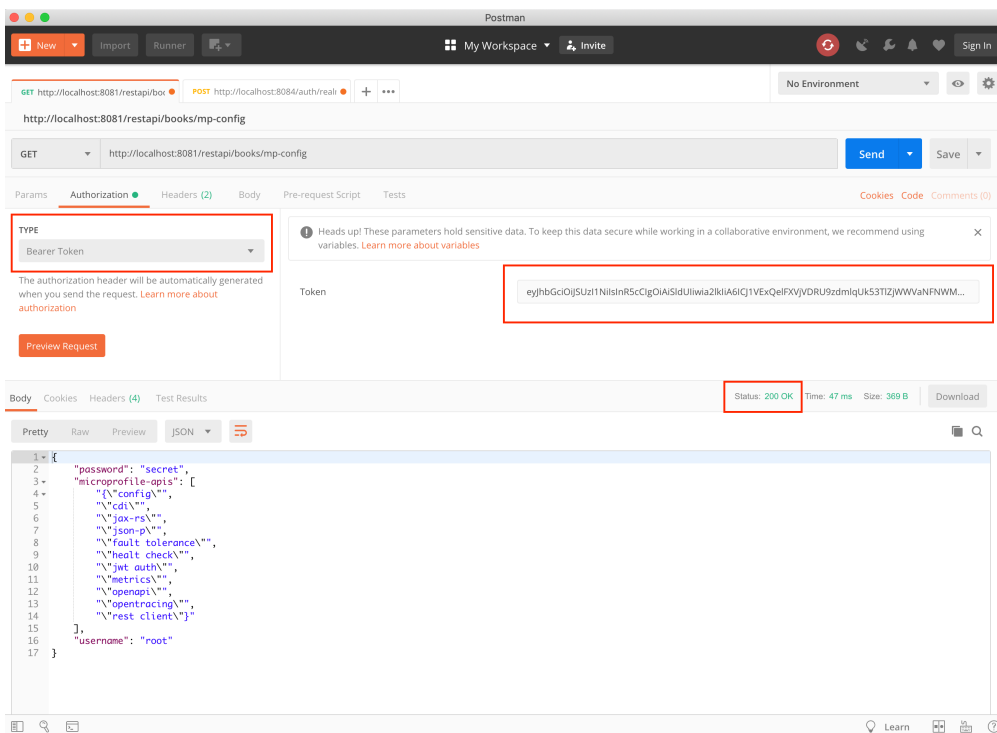 Postman
New Import Runner My Workspace Invite Sign In
GET http://localhost:8081/restapi/boo POST http://localhost:8084/auth/real No Environment
http://localhost:8081/restapi/books/mp-config
GET http://localhost:8081/restapi/books/mp-config Send Save
Params Authorization Headers (2) Body Pre-request Script Tests Cookies Code Comments (0)
TYPE
Bearer Token
The authorization header will be automatically generated
when you send the request. Learn more about
authorization
Preview Request
Heads up! These parameters hold sensitive data. To keep this data secure while working in a collaborative environment, we recommend using
variables. Learn more about variables
Token
Body Cookies Headers (4) Test Results Status: 200 OK Time: 47 ms Size: 369 B Download
Pretty Raw Preview JSON
1 {
2 "password": "secret",
3 "microprofile-apis": [
4 "{\"config\"",
5 "\"cdi\"",
6 "\"jax-rs\"",
7 "\"json-p\"",
8 "\"fault tolerance\"",
9 "\"healt check\"",
10 "\"jwt auth\"",
11 "\"metrics\"",
12 "\"openapi\"",
13 "\"opentracing\"",
14 "\"rest client\"}"
15 ],
16 "username": "root"
17 }
Learn